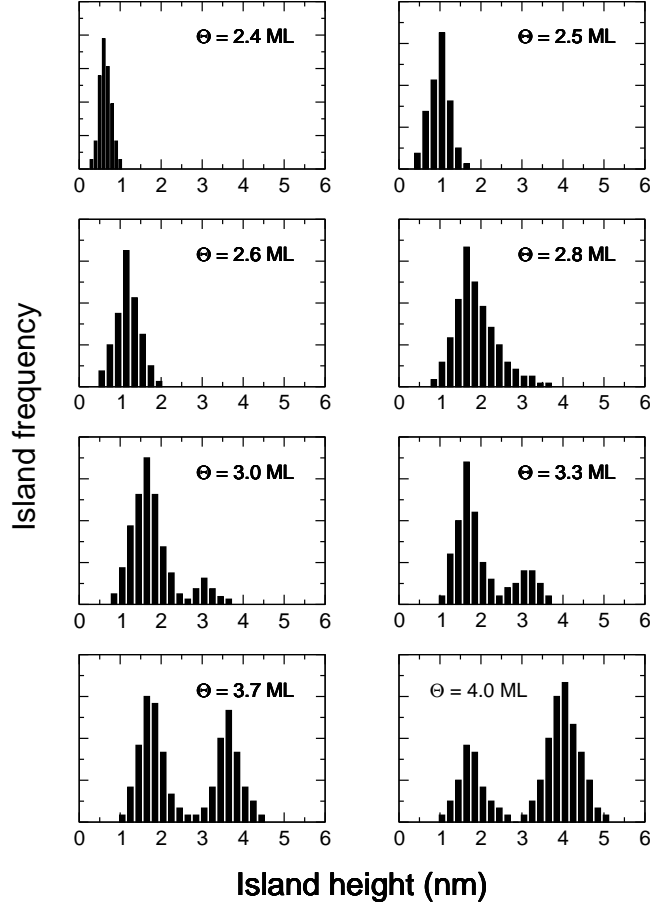 Θ = 2.4 ML
0 1 2 3 4 5 6
Θ = 2.5 ML
0 1 2 3 4 5 6
Θ = 2.6 ML
0 1 2 3 4 5 6
Θ = 2.8 ML
0 1 2 3 4 5 6
Island frequency
Θ = 3.0 ML
0 1 2 3 4 5 6
Θ = 3.3 ML
0 1 2 3 4 5 6
Θ = 3.7 ML
0 1 2 3 4 5 6
Θ = 4.0 ML
0 1 2 3 4 5 6
Island height (nm)